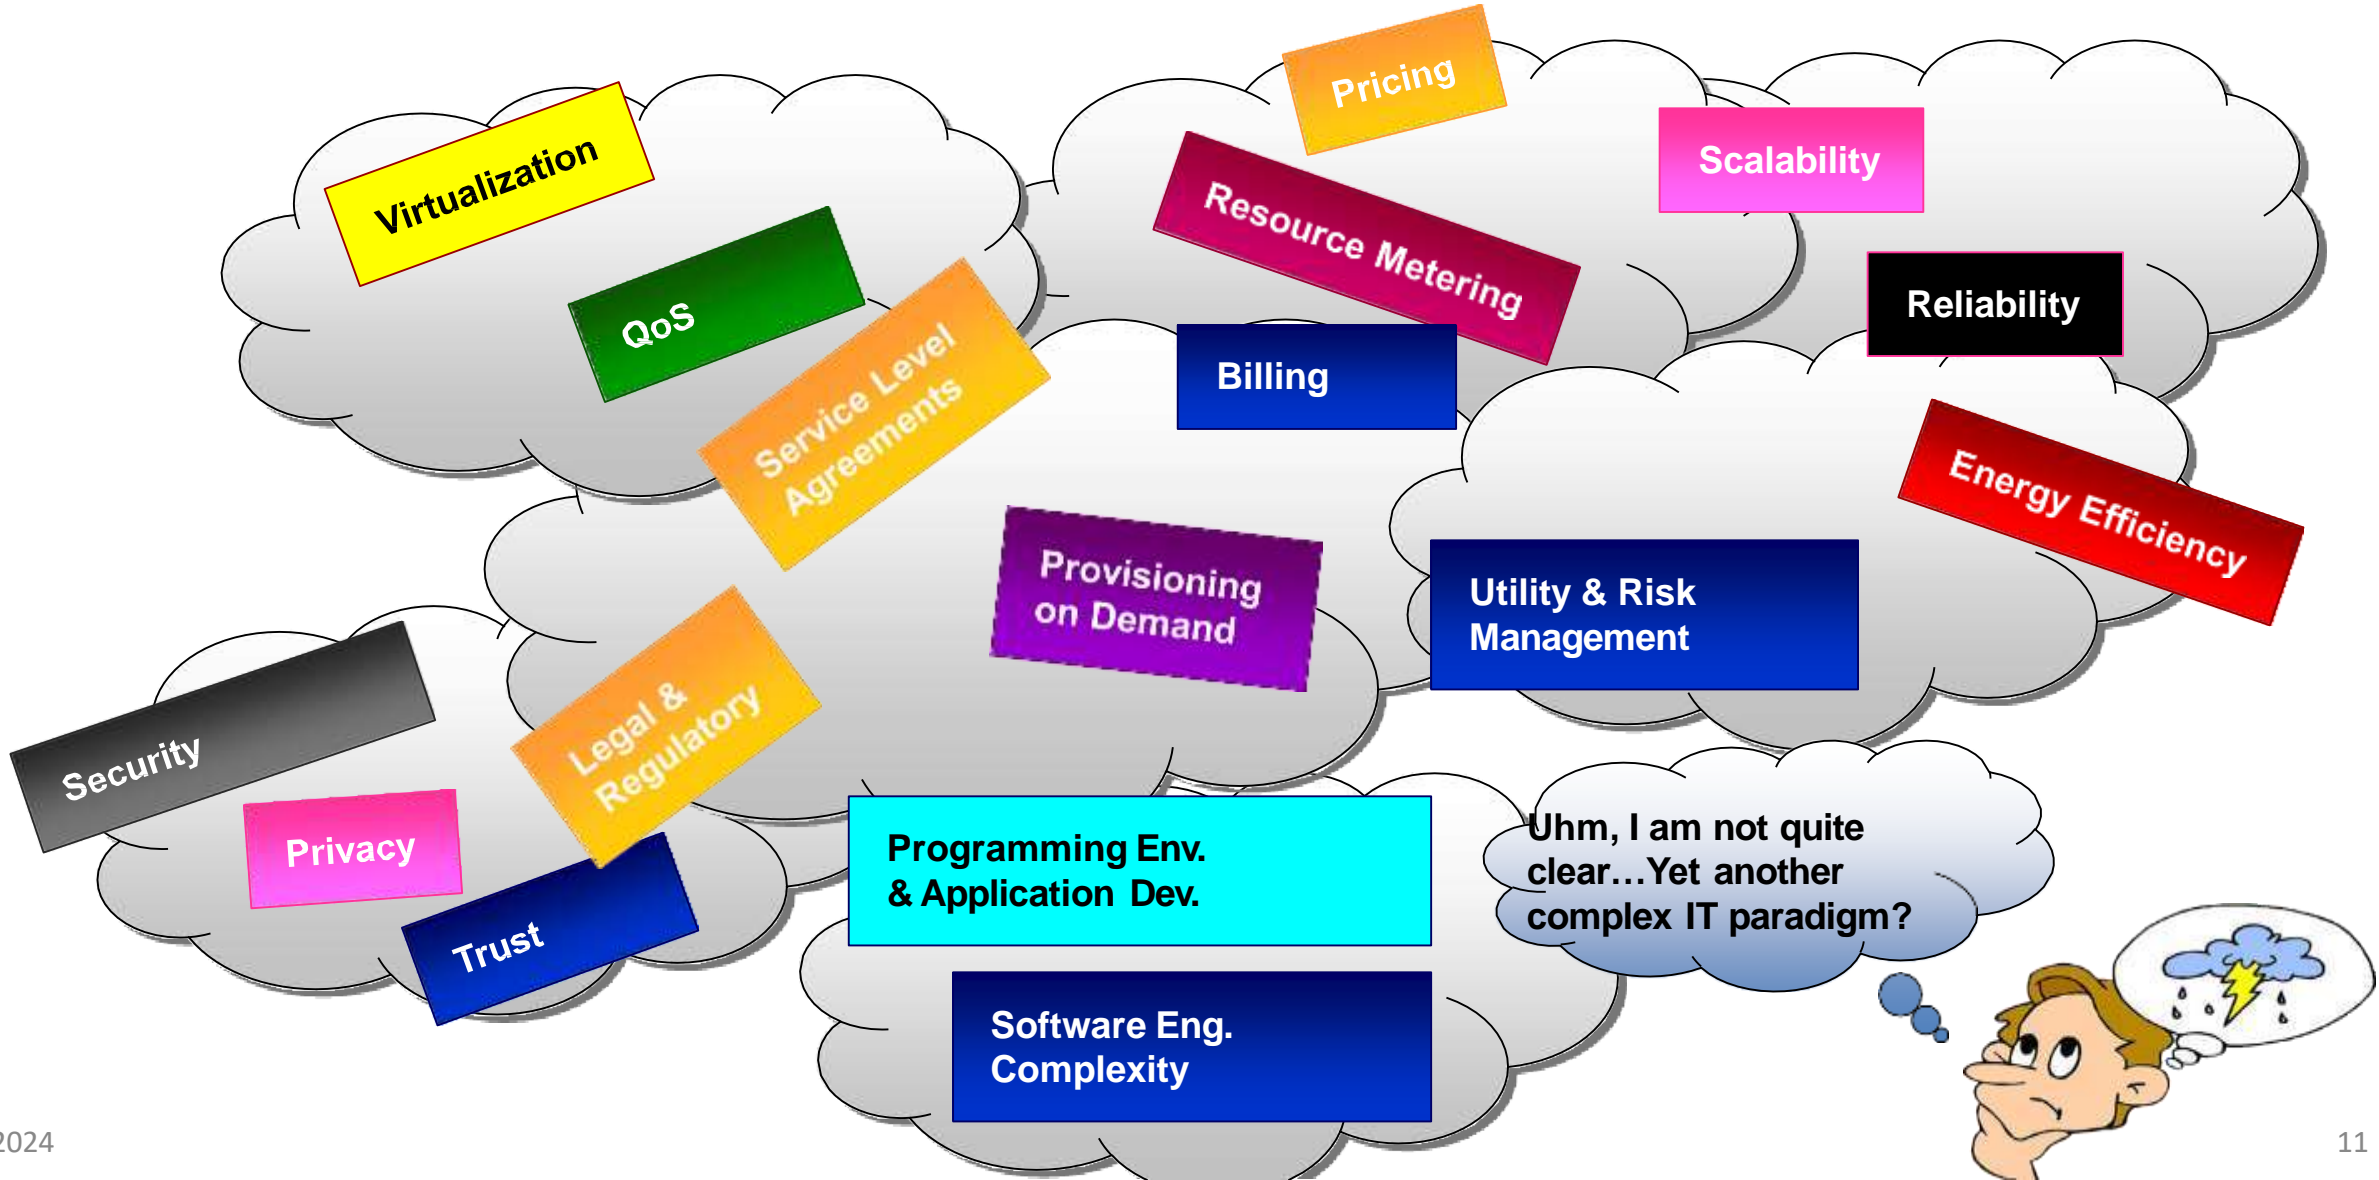 Pricing
Virtualization
Scalability
Resource Metering
QoS
Reliability
Service Level
Agreements
Billing
Energy Efficiency
Provisioning
on Demand
Utility & Risk
Management
Security
Legal &
Regulatory
Privacy
Trust
Programming Env.
& Application Dev.
Uhm, I am not quite
clear…Yet another
complex IT paradigm?
Software Eng.
Complexity
2024
11